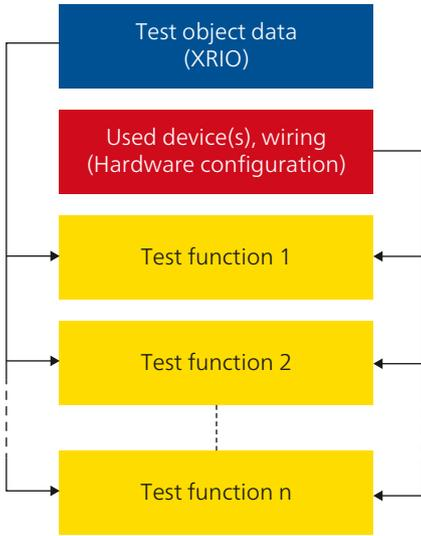 Test object data
(XRIO)
Used device(s), wiring
(Hardware configuration)
Test function 1
Test function 2
Test function n